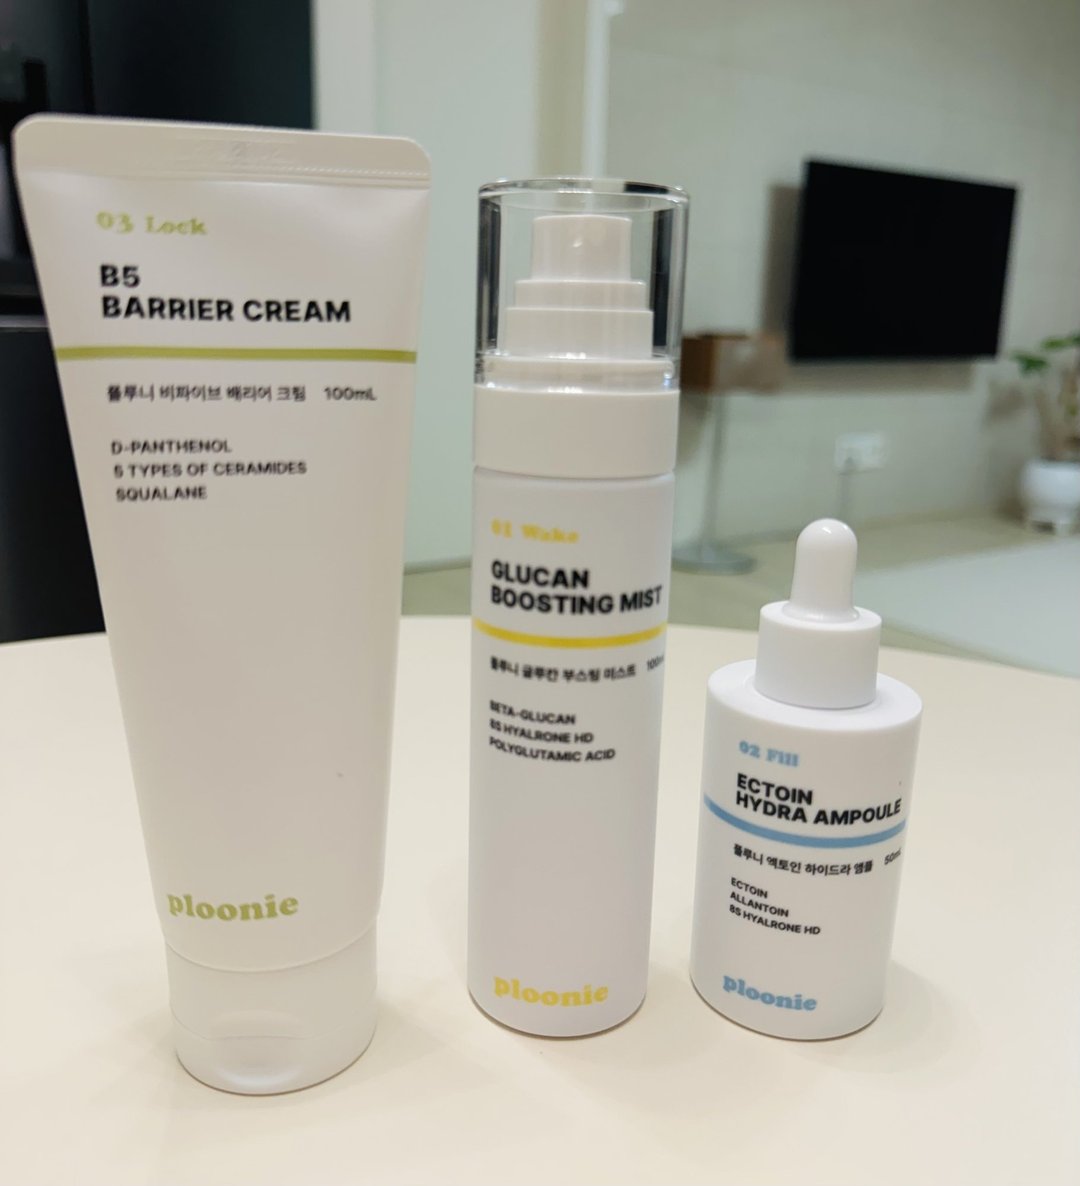 03 Lock
B5
BARRIER CREAM
플루니 비파이브 배리어 크림 100mL
D-PANTHENOL
5 TYPES OF CERAMIDES
SQUALANE
ploonie
01 Wake
GLUCAN
BOOSTING MIST
플루니 글루칸 부스팅 미스트 100m
BETA-GLUCAN
8S HYALRONE HD
POLYGLUTAMIC ACID
ploonie
02 Fill
ECTOIN
HYDRA AMPOULE
플루니 엑토인 하이드라 앰플 50mL
ECTOIN
ALLANTOIN
8S HYALRONE HD
ploonie